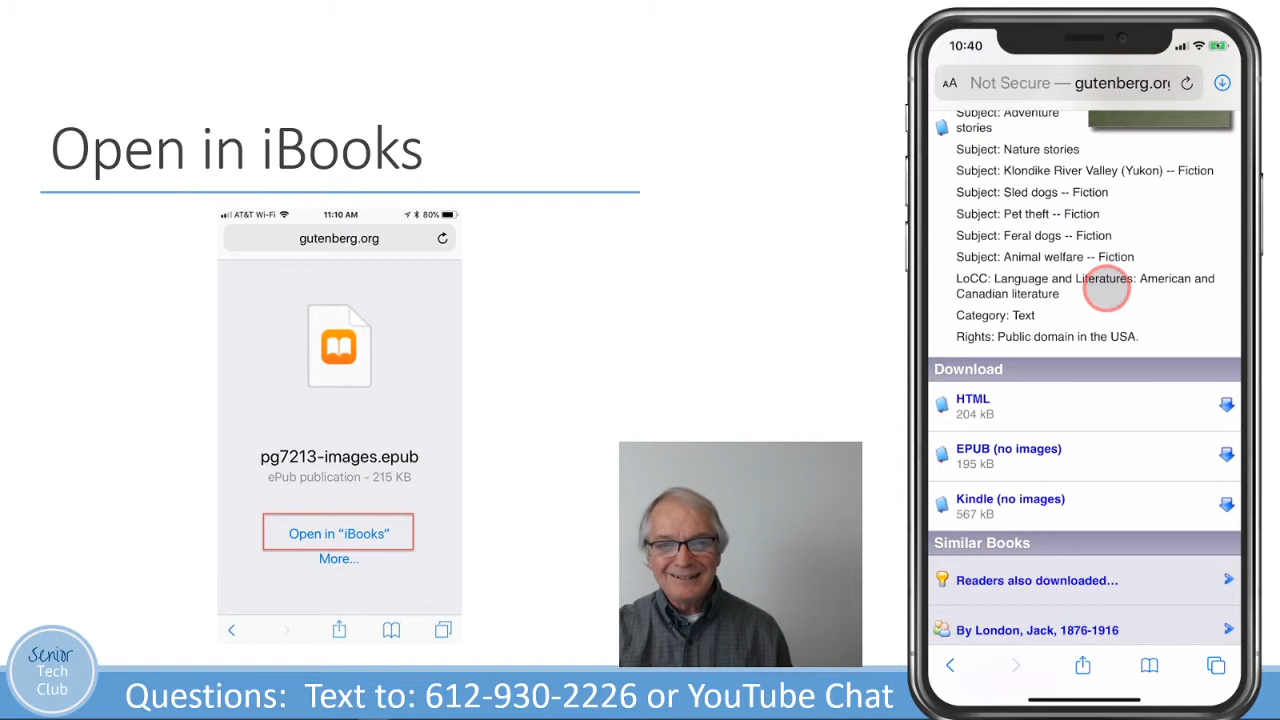 Open in iBooks
AT&T Wi-Fi 11:10 AM 80%
gutenberg.org
pg7213-images.epub
ePub publication - 215 KB
Open in “iBooks”
More...
Senior
Tech
Club
Questions: Text to: 612-930-2226 or YouTube Chat
10:40
AA Not Secure — gutenberg.org
Subject: Adventure
stories
Subject: Nature stories
Subject: Klondike River Valley (Yukon) -- Fiction
Subject: Sled dogs -- Fiction
Subject: Pet theft -- Fiction
Subject: Feral dogs -- Fiction
Subject: Animal welfare -- Fiction
LoCC: Language and Literatures: American and
Canadian literature
Category: Text
Rights: Public domain in the USA.
Download
HTML
204 kB
EPUB (no images)
195 kB
Kindle (no images)
567 kB
Similar Books
Readers also downloaded…
By London, Jack, 1876-1916